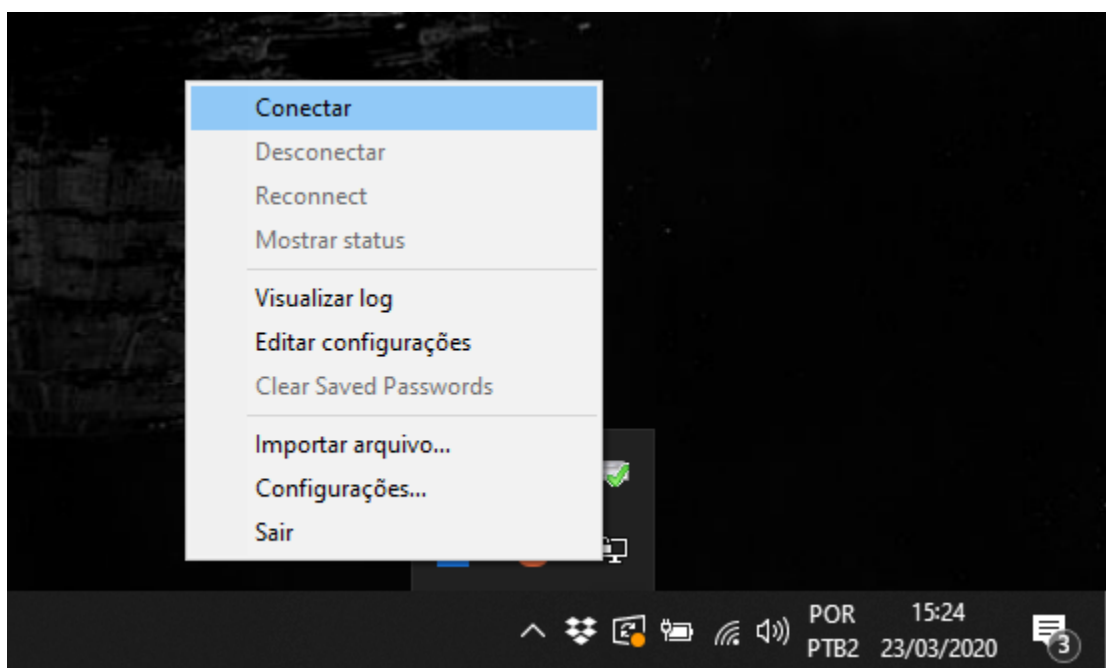 Conectar
Desconectar
Reconnect
Mostrar status
Visualizar log
Editar configurações
Clear Saved Passwords
Importar arquivo...
Configurações...
Sair
POR 15:24
PTB2 23/03/2020
3